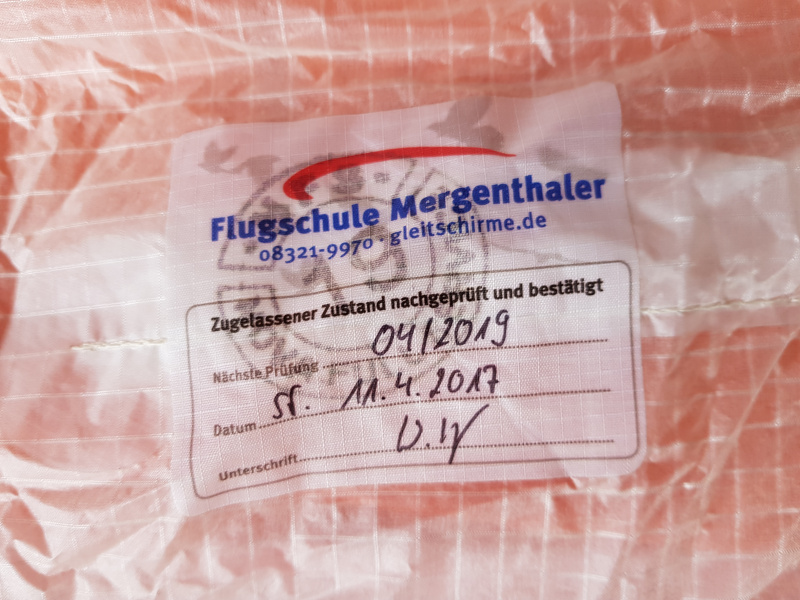 Flugschule Mergenthaler
08321-9970 · gleitschirme.de
Zugelassener Zustand nachgeprüft und bestätigt
Nächste Prüfung 04/2019
Datum 11.4.2017
Unterschrift